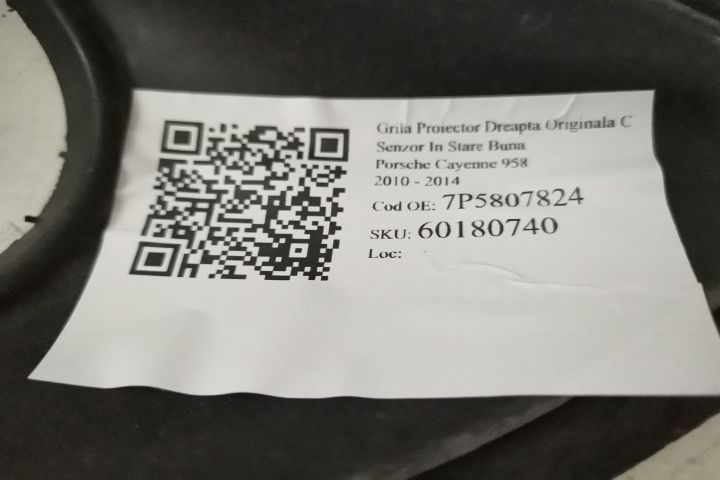 Grila Proiector Dreapta Originala C
Senzor In Stare Buna
Porsche Cayenne 958
2010 - 2014
Cod OE: 7P5807824
SKU: 60180740
Loc: